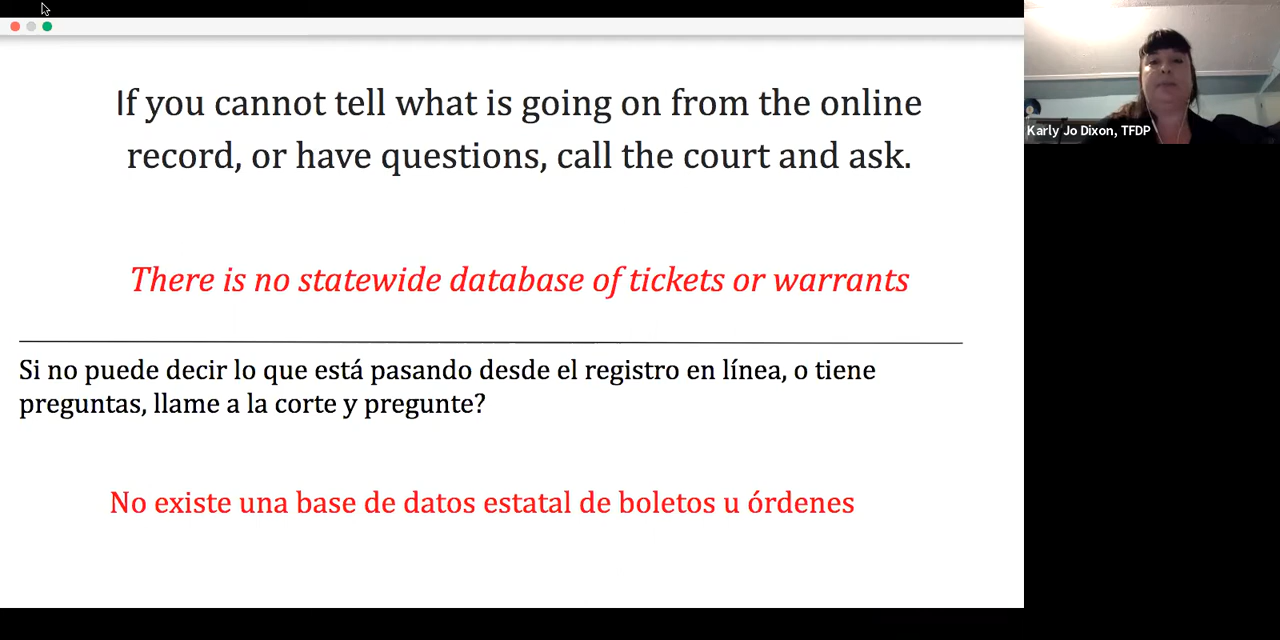 If you cannot tell what is going on from the online
record, or have questions, call the court and ask.
There is no statewide database of tickets or warrants
Si no puede decir lo que está pasando desde el registro en línea, o tiene
preguntas, llame a la corte y pregunte?
No existe una base de datos estatal de boletos u órdenes
Karly Jo Dixon, TFDP